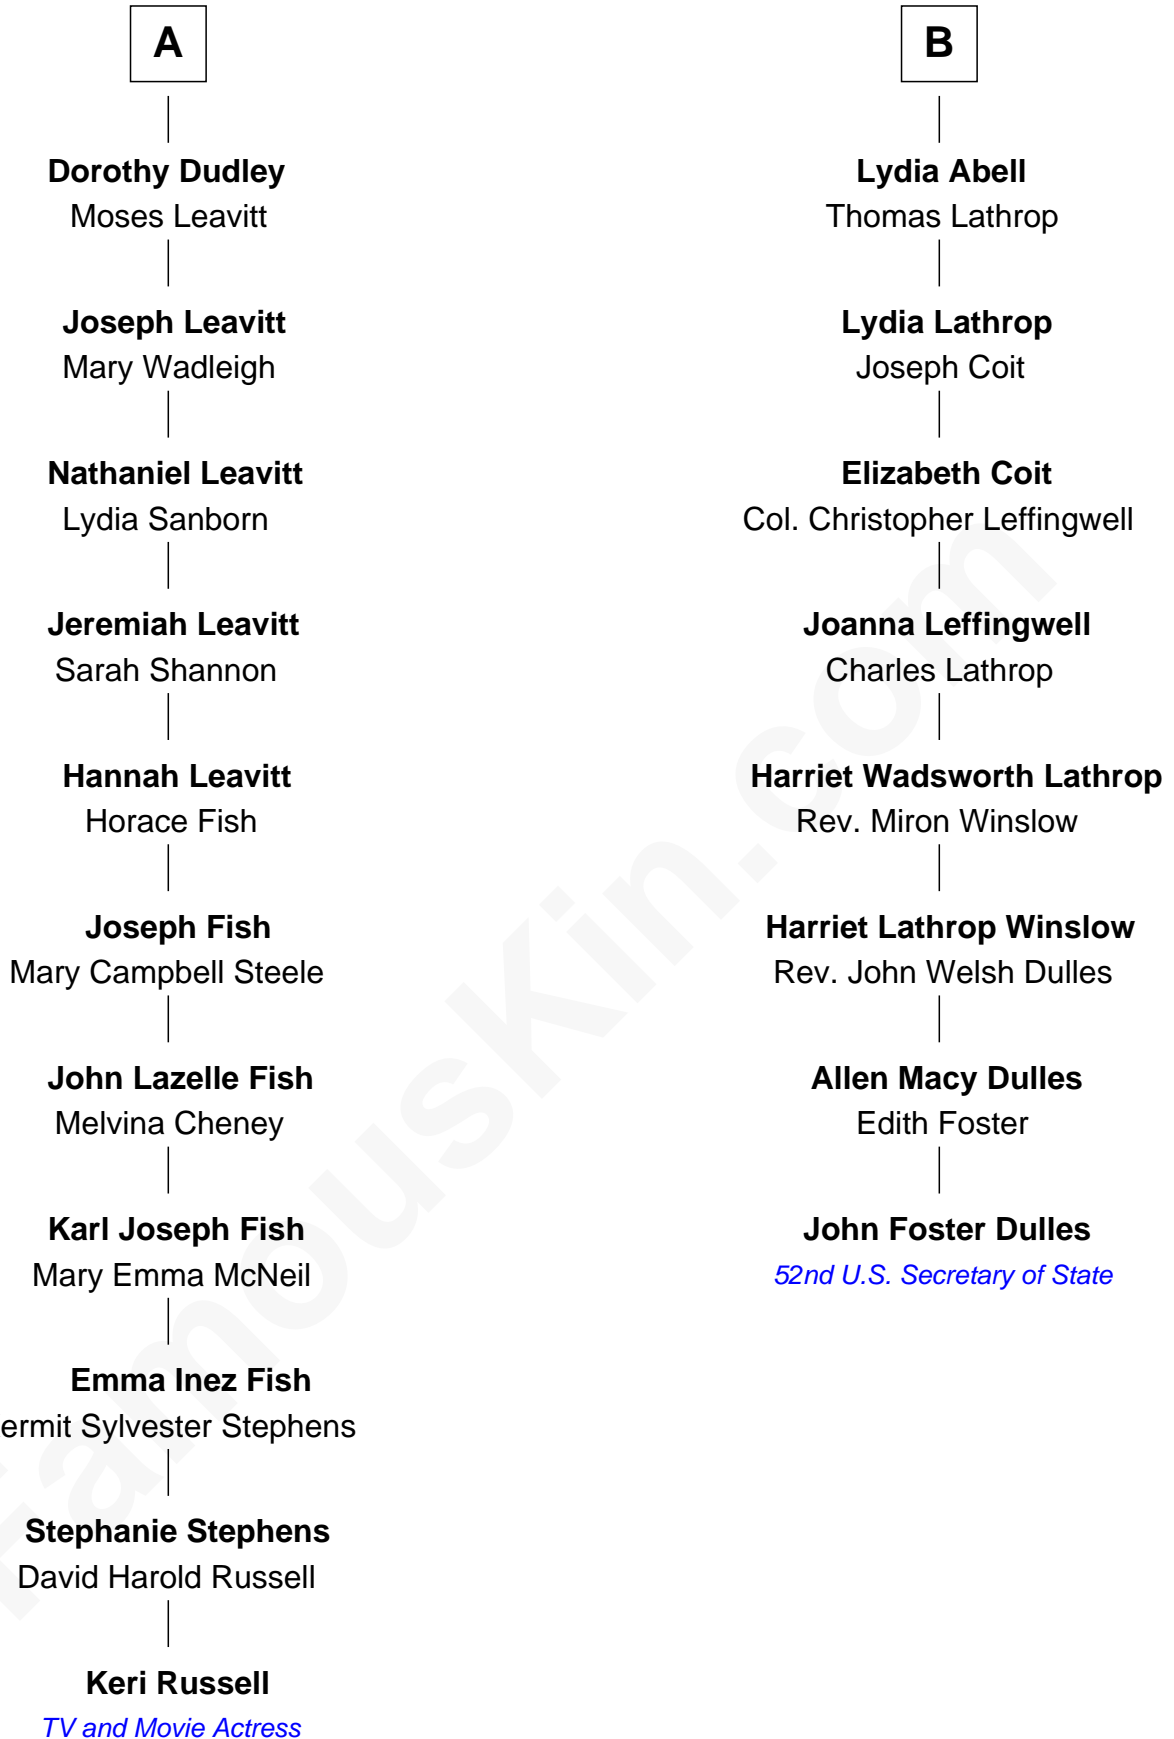 A
Dorothy Dudley
Moses Leavitt
Joseph Leavitt
Mary Wadleigh
Nathaniel Leavitt
Lydia Sanborn
Jeremiah Leavitt
Sarah Shannon
Hannah Leavitt
Horace Fish
Joseph Fish
Mary Campbell Steele
John Lazelle Fish
Melvina Cheney
Karl Joseph Fish
Mary Emma McNeil
Emma Inez Fish
ermit Sylvester Stephens
Stephanie Stephens
David Harold Russell
Keri Russell
TV and Movie Actress
B
Lydia Abell
Thomas Lathrop
Lydia Lathrop
Joseph Coit
Elizabeth Coit
Col. Christopher Leffingwell
Joanna Leffingwell
Charles Lathrop
Harriet Wadsworth Lathrop
Rev. Miron Winslow
Harriet Lathrop Winslow
Rev. John Welsh Dulles
Allen Macy Dulles
Edith Foster
John Foster Dulles
52nd U.S. Secretary of State
FamousKin.com